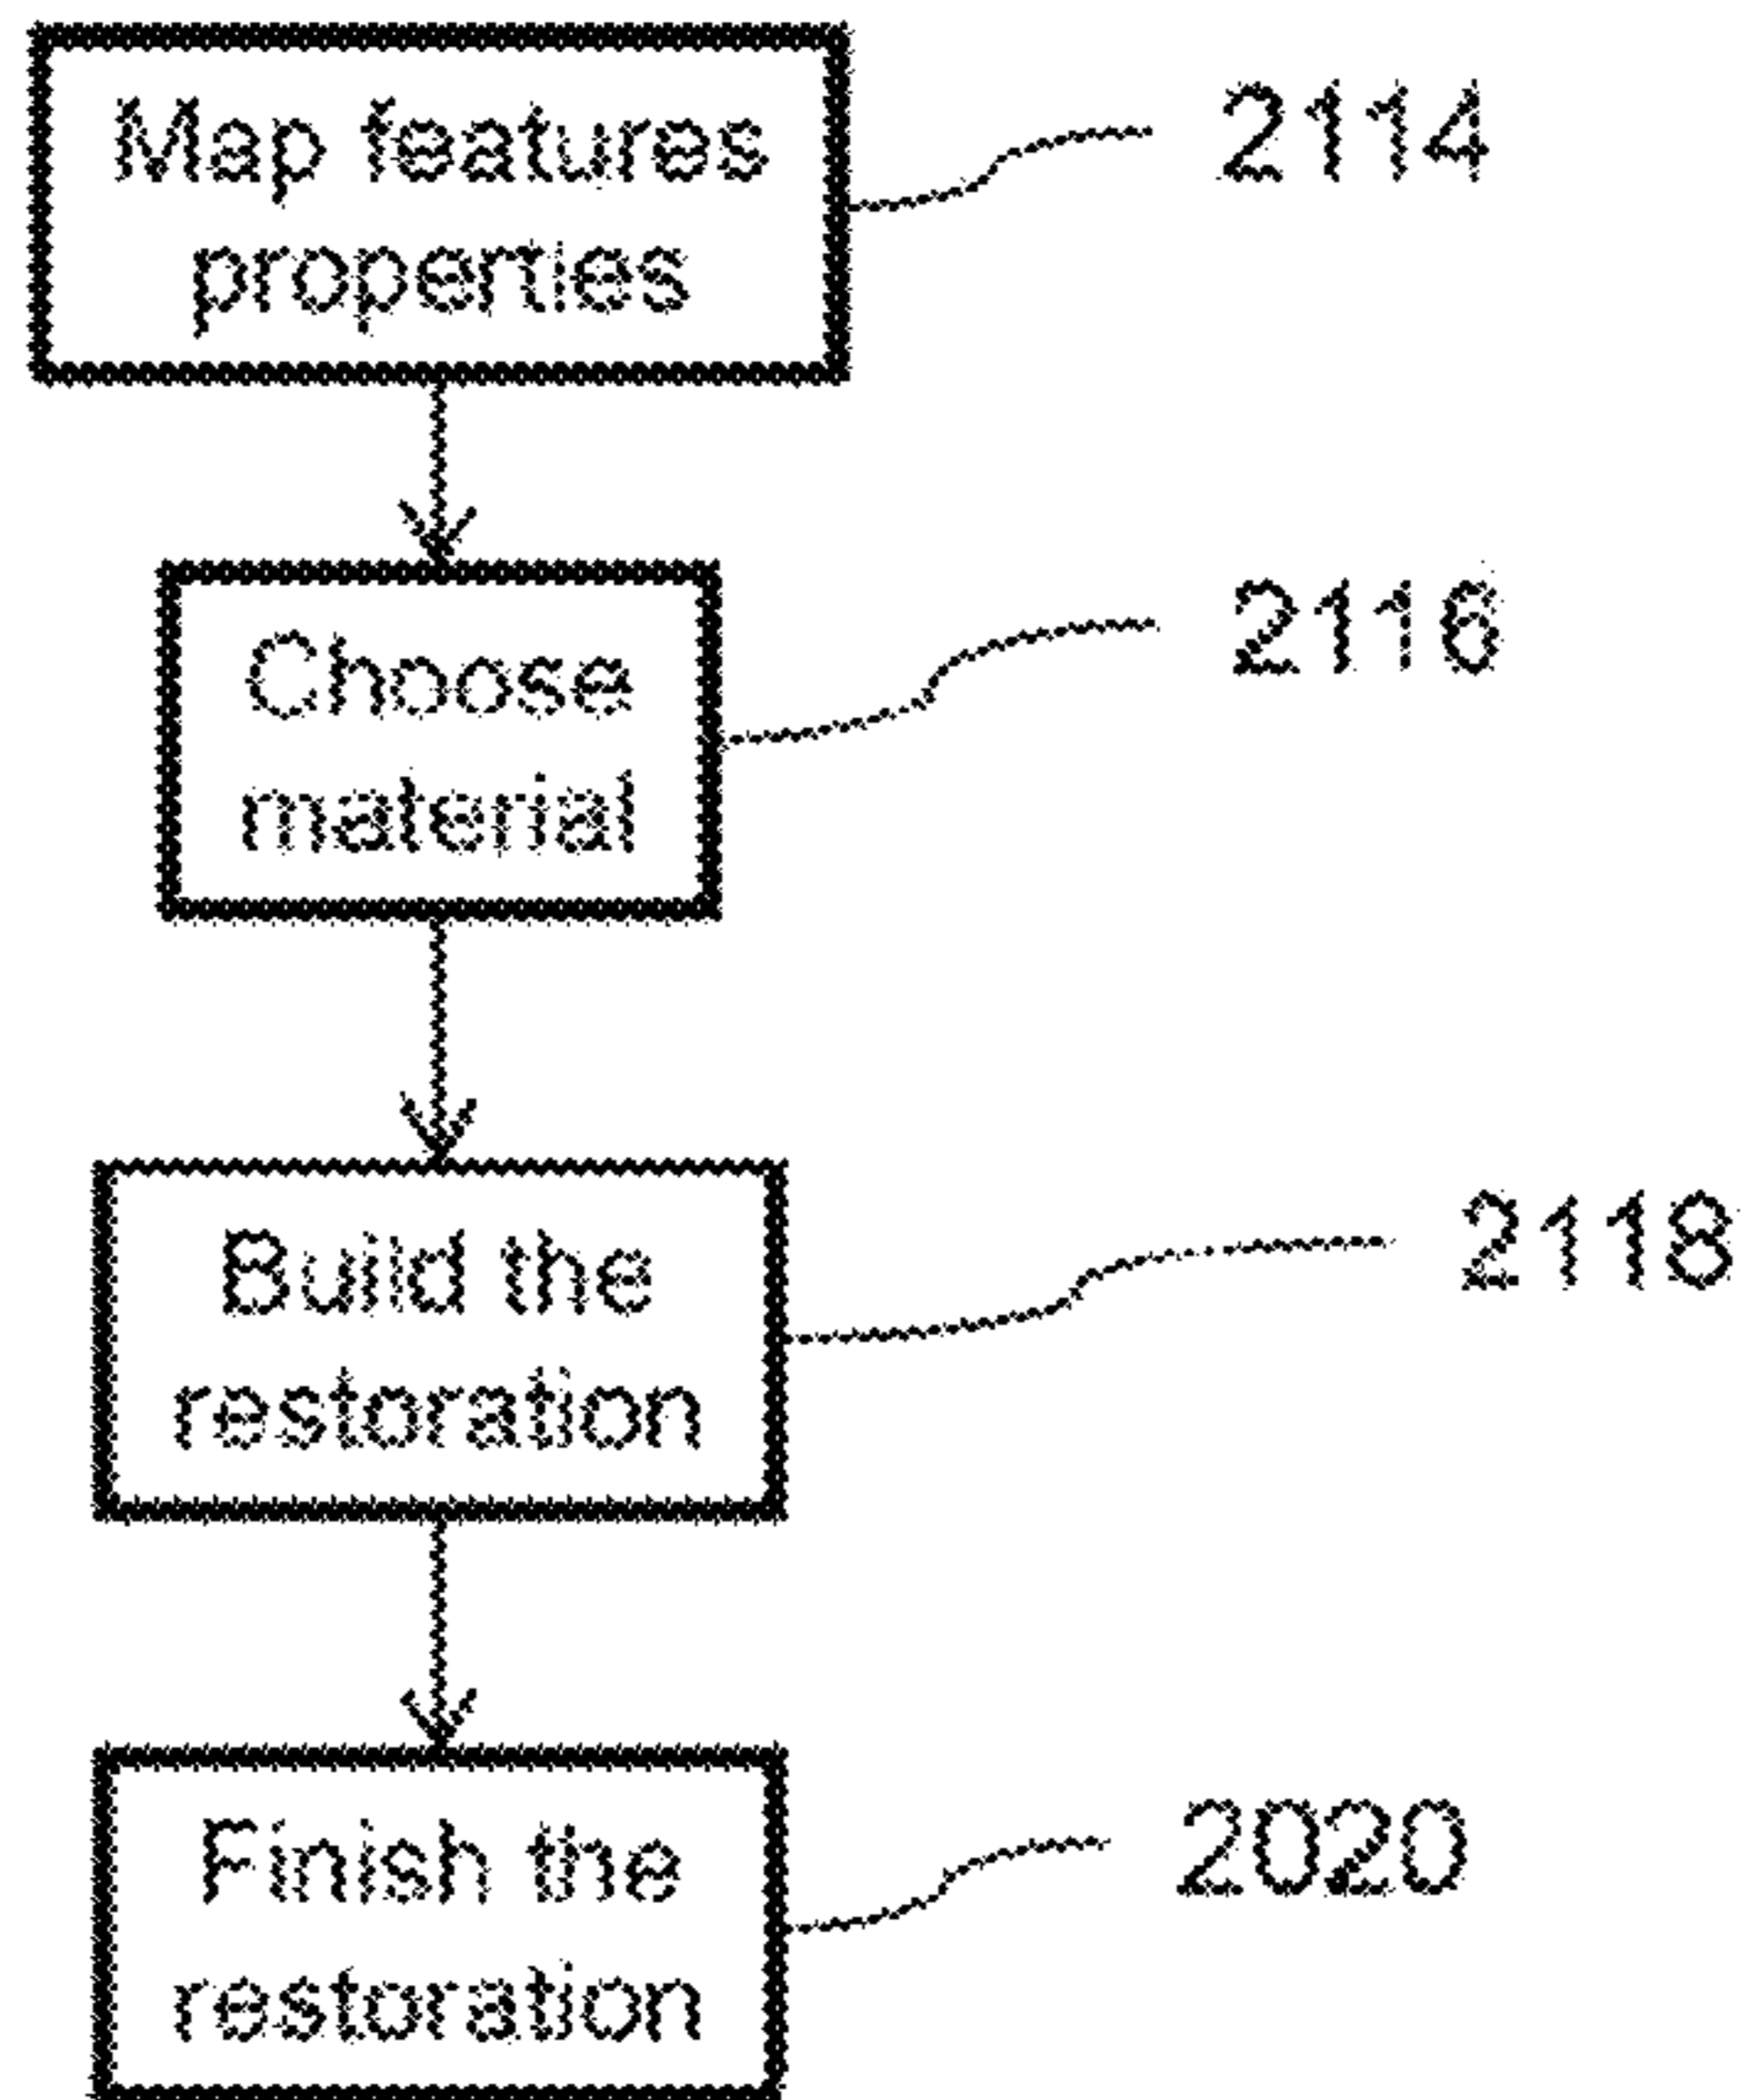 Map features
properties
2114
Choose
material
2116
Build the
restoration
2118
Finish the
restoration
2020